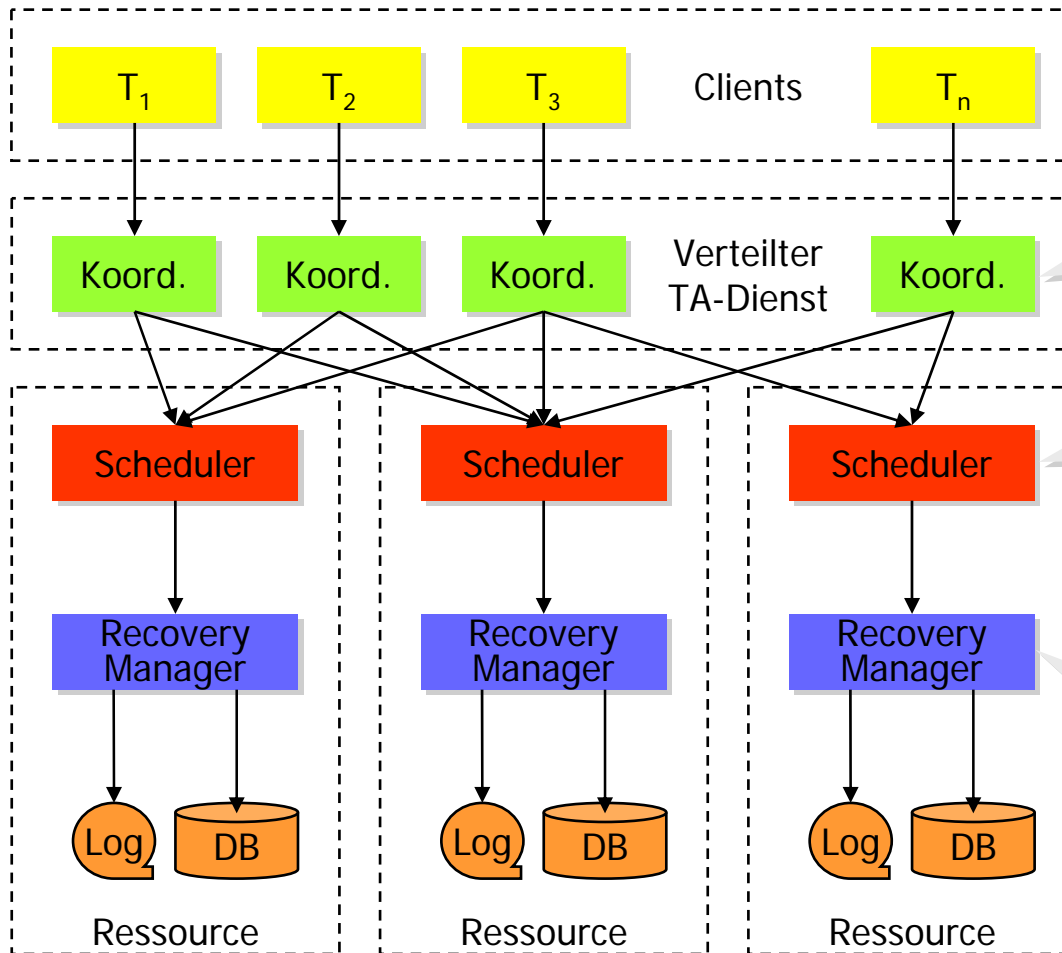 T1
T2
T3
Clients
Tn
Koord.
Koord.
Koord.
Verteilter
TA-Dienst
Koord.
Scheduler
Scheduler
Scheduler
Recovery
Manager
Recovery
Manager
Recovery
Manager
Log
DB
Log
DB
Log
DB
Ressource
Ressource
Ressource